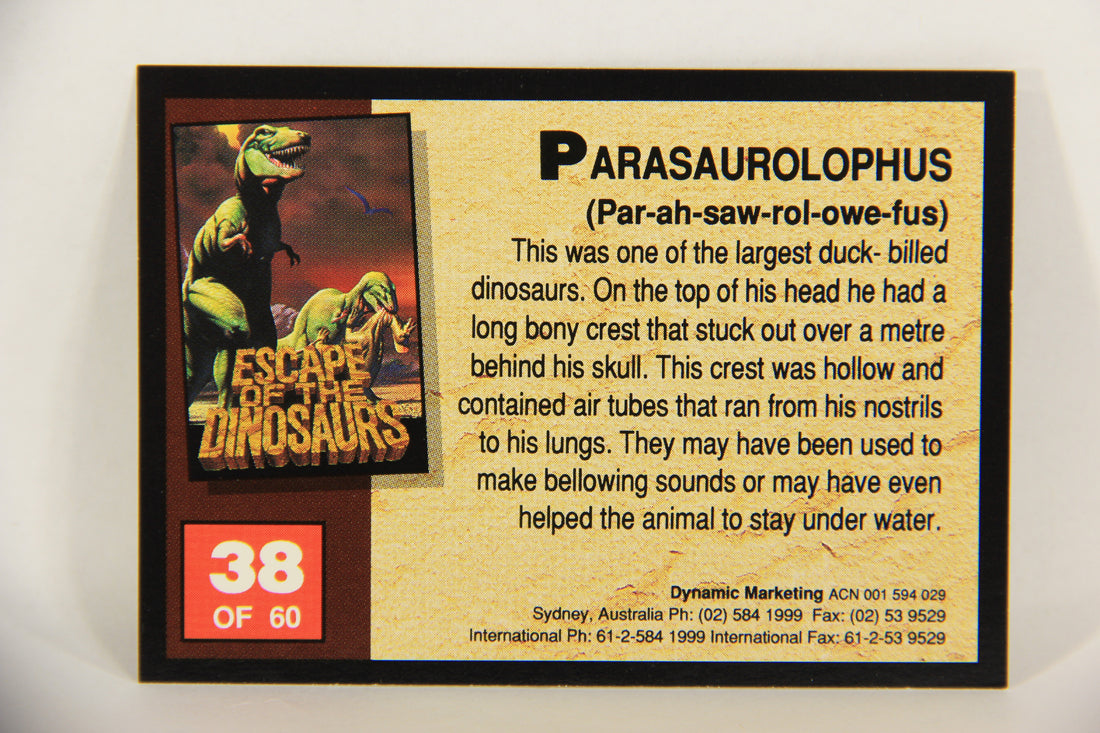 ESCAPE
OF THE
DINOSAURS
38
OF 60
PARASAUROLOPHUS
(Par-ah-saw-rol-owe-fus)
This was one of the largest duck- billed
dinosaurs. On the top of his head he had a
long bony crest that stuck out over a metre
behind his skull. This crest was hollow and
contained air tubes that ran from his nostrils
to his lungs. They may have been used to
make bellowing sounds or may have even
helped the animal to stay under water.
Dynamic Marketing ACN 001 594 029
Sydney, Australia Ph: (02) 584 1999 Fax: (02) 53 9529
International Ph: 61-2-584 1999 International Fax: 61-2-53 9529